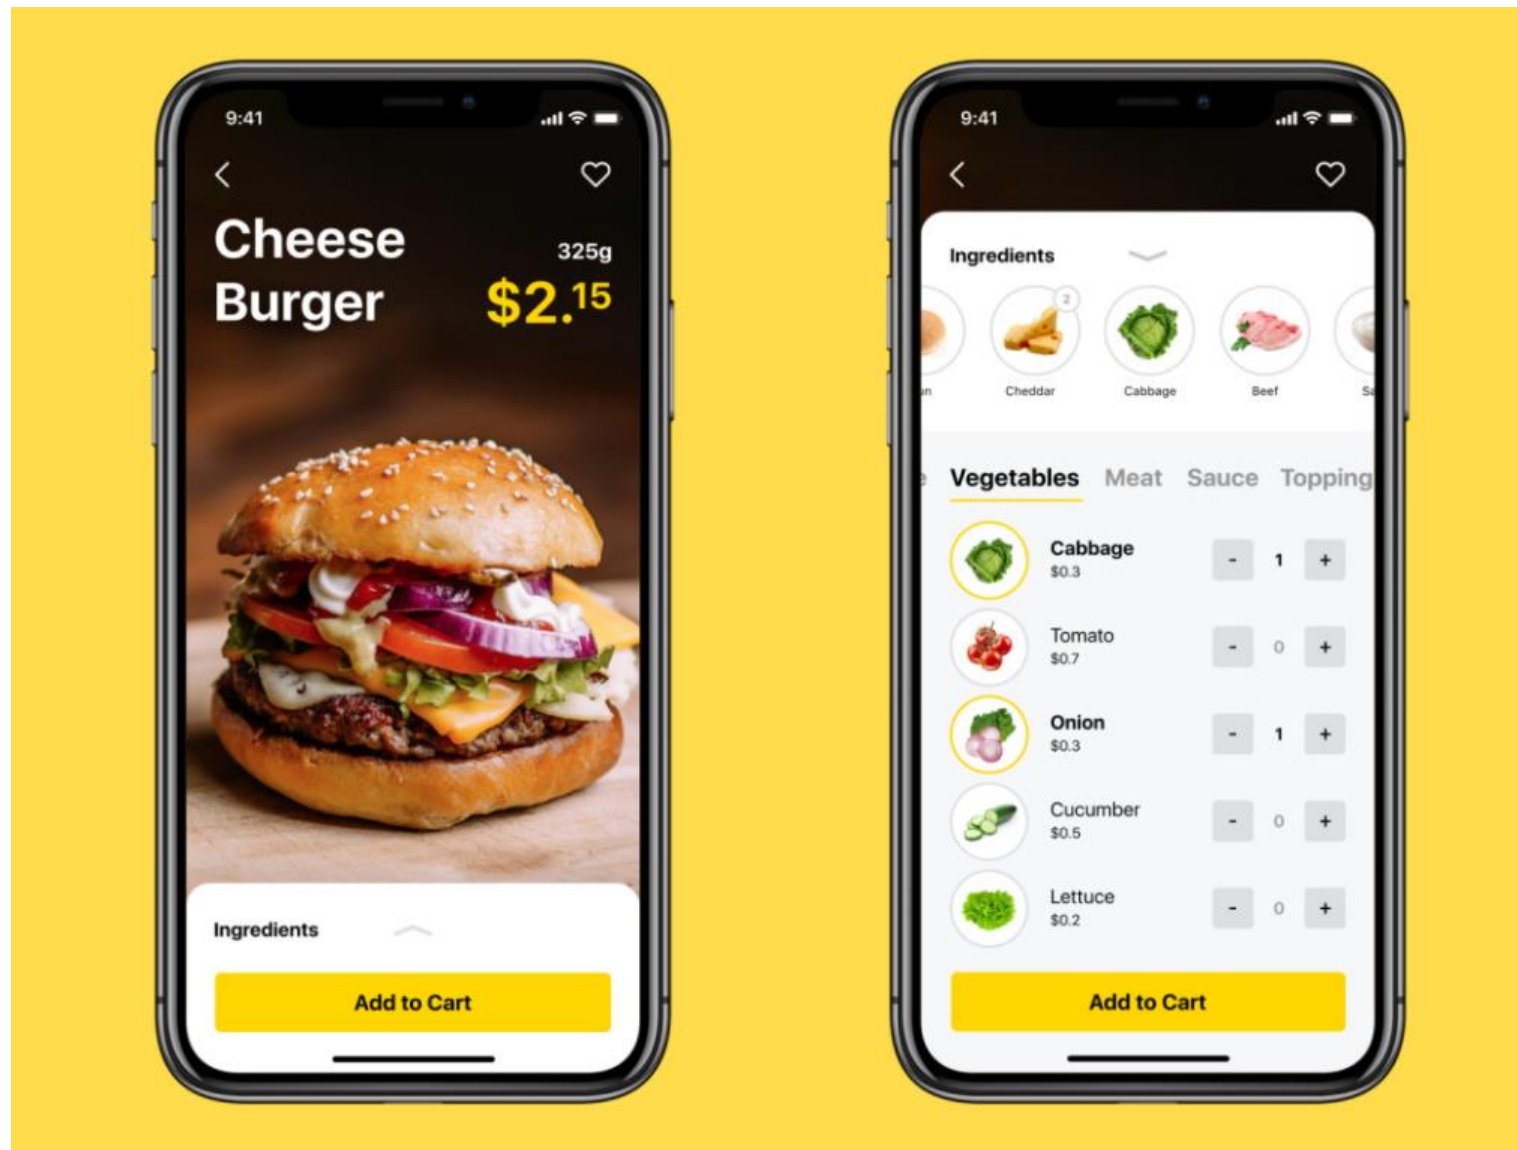 9:41
Cheese
Burger
325g
$2.15
Ingredients
Add to Cart
9:41
Ingredients
2
Cheddar
Cabbage
Beef
Vegetables Meat Sauce Topping
Cabbage
$0.3
- 1 +
Tomato
$0.7
- 0 +
Onion
$0.3
- 1 +
Cucumber
$0.5
- 0 +
Lettuce
$0.2
- 0 +
Add to Cart